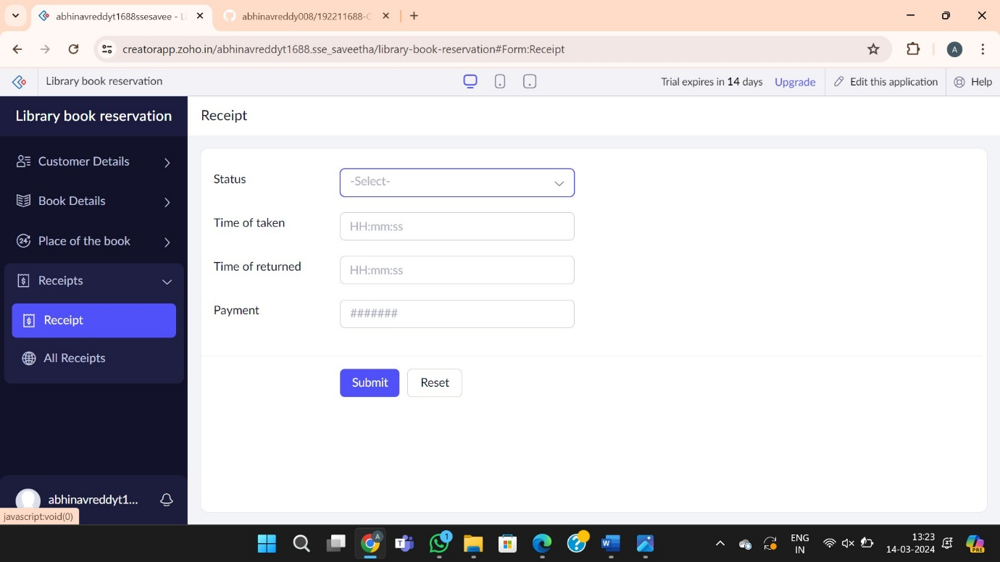 abhinavreddyt1688ssesavee - Li
abhinavreddy008/192211688-C
creatorapp.zoho.in/abhinavreddyt1688.sse_saveetha/library-book-reservation#Form:Receipt
A
Library book reservation
Trial expires in 14 days
Upgrade
Edit this application
Help
Library book reservation
Receipt
Customer Details
Book Details
Place of the book
Receipts
Receipt
All Receipts
Status
-Select-
Time of taken
HH:mm:ss
Time of returned
HH:mm:ss
Payment
#######
Submit
Reset
abhinavreddyt1...
javascript:void(0)
A
T
1
W
ENG
IN
13:23
14-03-2024
PRE